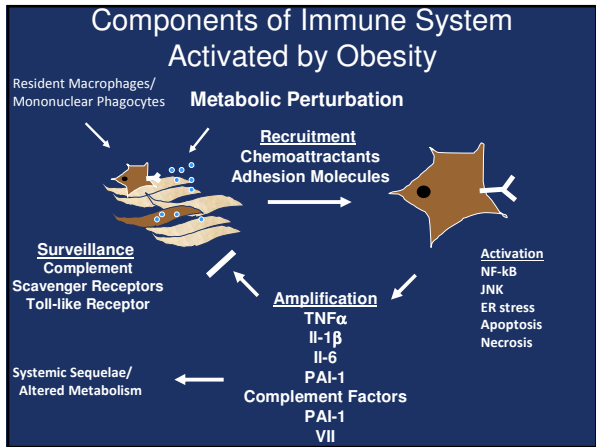 Components of Immune System
Activated by Obesity
Resident Macrophages/
Mononuclear Phagocytes
Metabolic Perturbation
Recruitment
Chemoattractants
Adhesion Molecules
Surveillance
Complement
Scavenger Receptors
Toll-like Receptor
Activation
NF-kB
JNK
ER stress
Apoptosis
Necrosis
Amplification
TNFα
Il-1β
Il-6
PAI-1
Complement Factors
PAI-1
VII
Systemic Sequelae/
Altered Metabolism